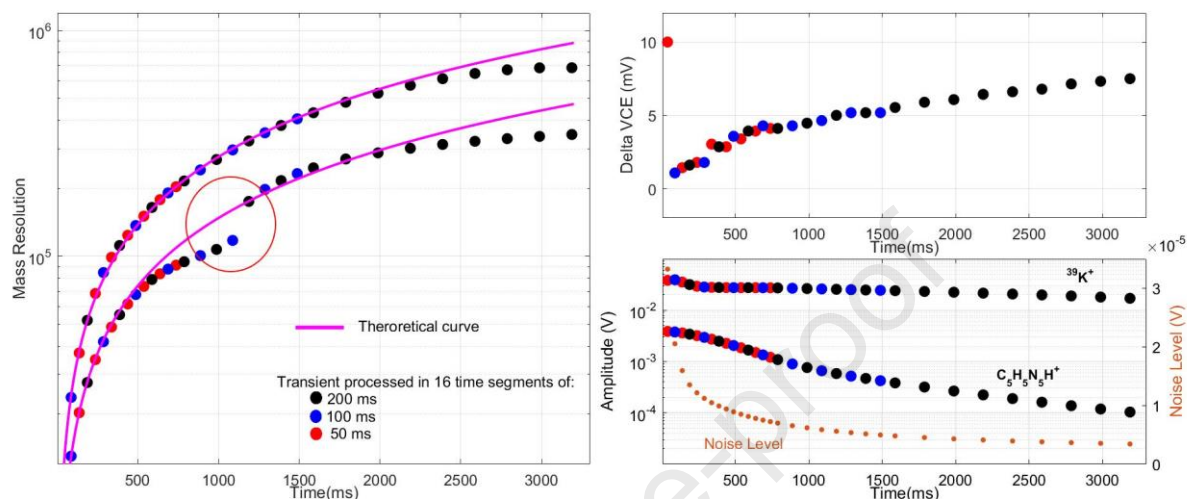 10^6
10^5
Mass Resolution
Theroretical curve
Transient processed in 16 time segments of:
200 ms
100 ms
50 ms
500 1000 1500 2000 2500 3000
Time(ms)
10
5
0
Delta VCE (mV)
500 1000 1500 2000 2500 3000
Time(ms)
×10^-5
10^-2
10^-3
10^-4
Amplitude (V)
^39K^+
C_5H_5N_5H^+
Noise Level
3
2
1
0
Noise Level (V)
500 1000 1500 2000 2500 3000
Time(ms)
e-proof